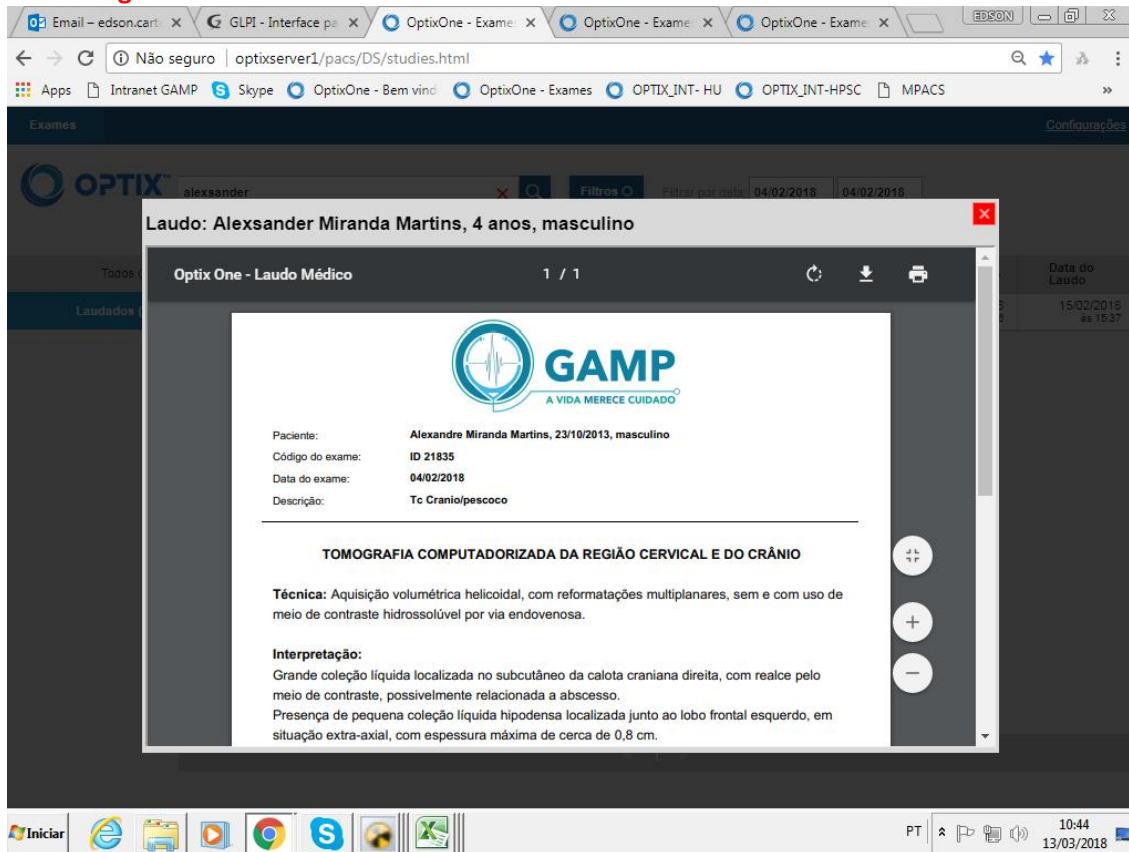 Email – edson.cart
GLPI - Interface pa
OptixOne - Exame
OptixOne - Exame
OptixOne - Exame
EDSON
Não seguro | optixserver1/pacs/DS/studies.html
Apps Intranet GAMP Skype OptixOne - Bem vind OptixOne - Exames OPTIX_INT- HU OPTIX_INT-HPSC MPACS »
Exames
Configurações
OPTIX™ alexsander Filtros Filtrar por data 04/02/2018 04/02/2018
Laudo: Alexsander Miranda Martins, 4 anos, masculino
Todos
Laudados
Data do
Laudo
15/02/2018
às 15:37
Optix One - Laudo Médico 1 / 1
GAMP
A VIDA MERECE CUIDADO
Paciente: Alexandre Miranda Martins, 23/10/2013, masculino
Código do exame: ID 21835
Data do exame: 04/02/2018
Descrição: Tc Cranio/pescoco
TOMOGRAFIA COMPUTADORIZADA DA REGIÃO CERVICAL E DO CRÂNIO
Técnica: Aquisição volumétrica helicoidal, com reformatações multiplanares, sem e com uso de
meio de contraste hidrossolúvel por via endovenosa.
Interpretação:
Grande coleção líquida localizada no subcutâneo da calota craniana direita, com realce pelo
meio de contraste, possivelmente relacionada a abscesso.
Presença de pequena coleção líquida hipodensa localizada junto ao lobo frontal esquerdo, em
situação extra-axial, com espessura máxima de cerca de 0,8 cm.
Iniciar
PT
10:44
13/03/2018